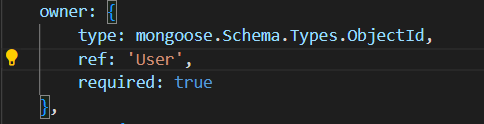 owner: {
type: mongoose.Schema.Types.ObjectId,
ref: 'User',
required: true
},